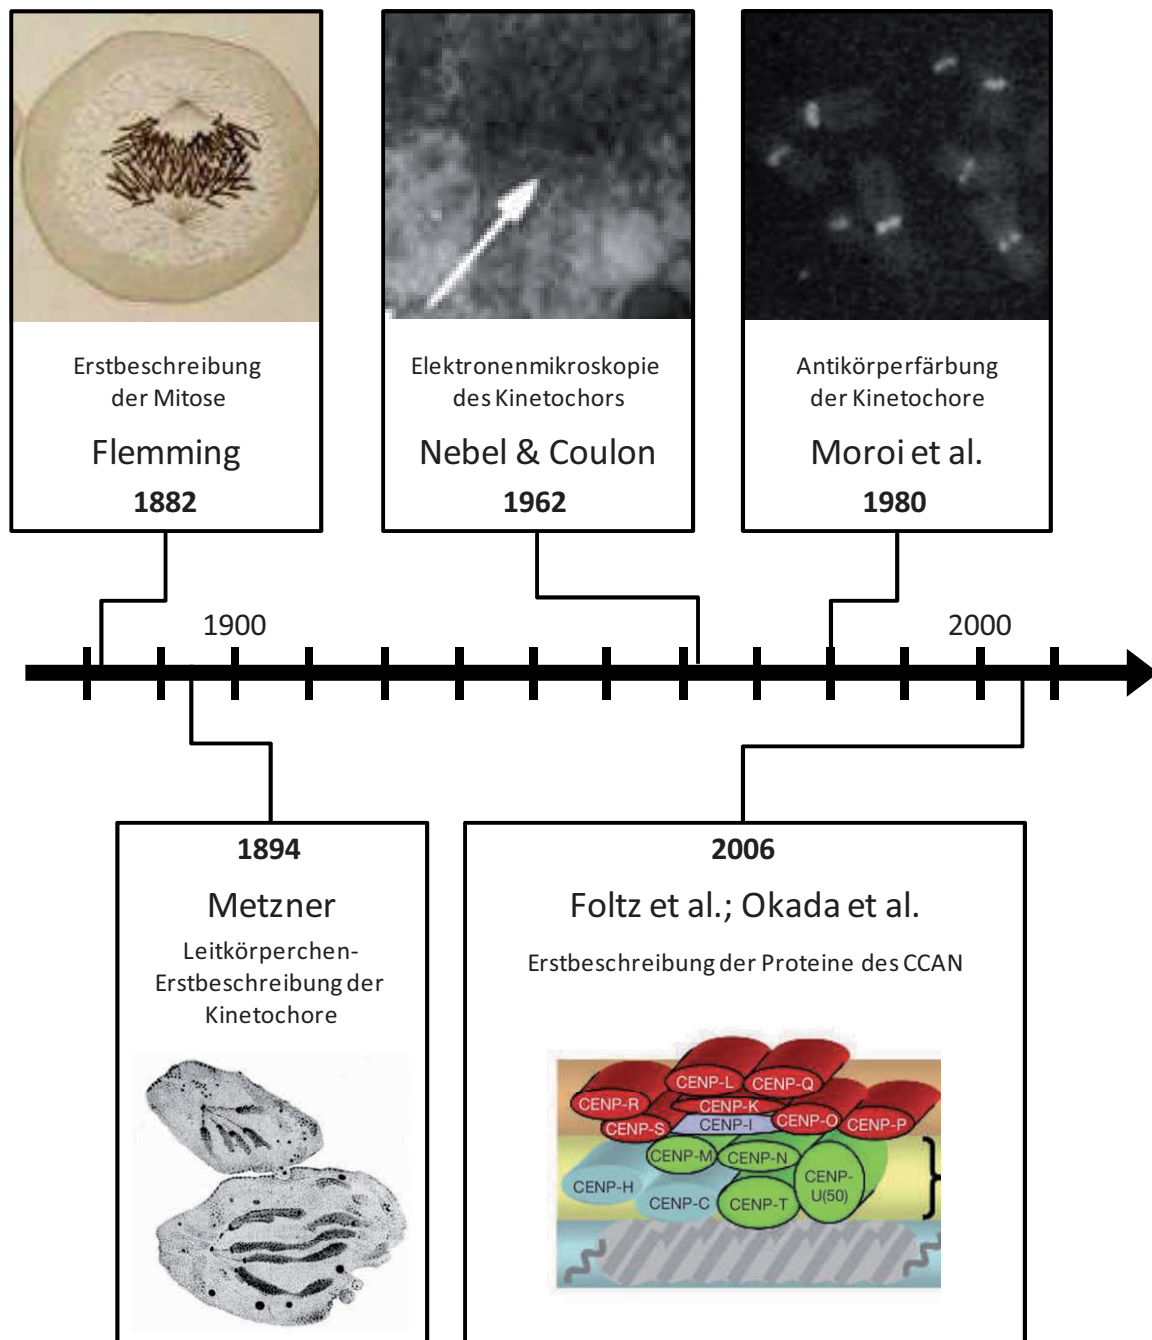 Erstbeschreibung
der Mitose
Flemming
1882
Elektronenmikroskopie
des Kinetochors
Nebel & Coulon
1962
Antikörperfärbung
der Kinetochore
Moroi et al.
1980
1900
2000
1894
Metzner
Leitkörperchen-
Erstbeschreibung der
Kinetochore
2006
Foltz et al.; Okada et al.
Erstbeschreibung der Proteine des CCAN
CENP-L
CENP-Q
CENP-R
CENP-K
CENP-S
CENP-I
CENP-O
CENP-P
CENP-M
CENP-N
CENP-H
CENP-C
CENP-T
CENP-
U(50)